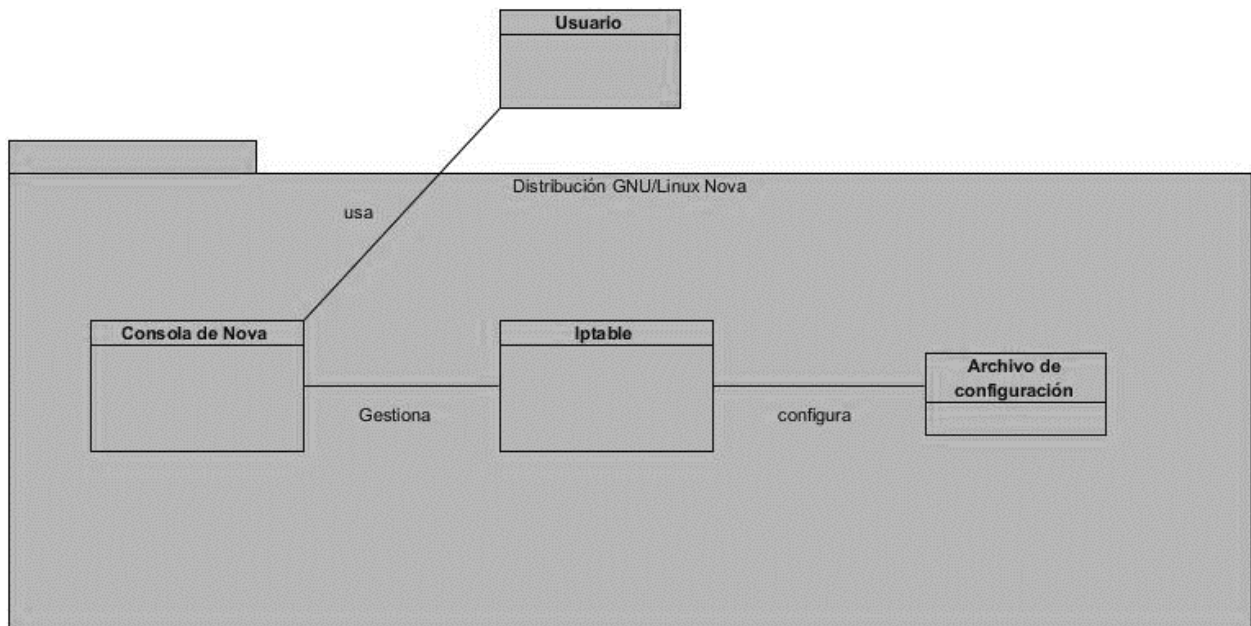 Usuario
Distribución GNU/Linux Nova
usa
Consola de Nova
Iptable
Archivo de
configuración
Gestiona
configura